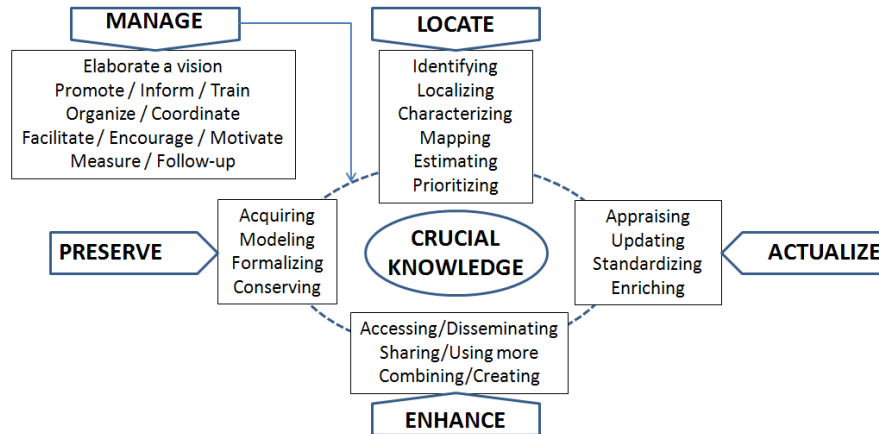 MANAGE
Elaborate a vision
Promote / Inform / Train
Organize / Coordinate
Facilitate / Encourage / Motivate
Measure / Follow-up
LOCATE
Identifying
Localizing
Characterizing
Mapping
Estimating
Prioritizing
PRESERVE
Acquiring
Modeling
Formalizing
Conserving
CRUCIAL
KNOWLEDGE
Appraising
Updating
Standardizing
Enriching
ACTUALIZE
Accessing/Disseminating
Sharing/Using more
Combining/Creating
ENHANCE